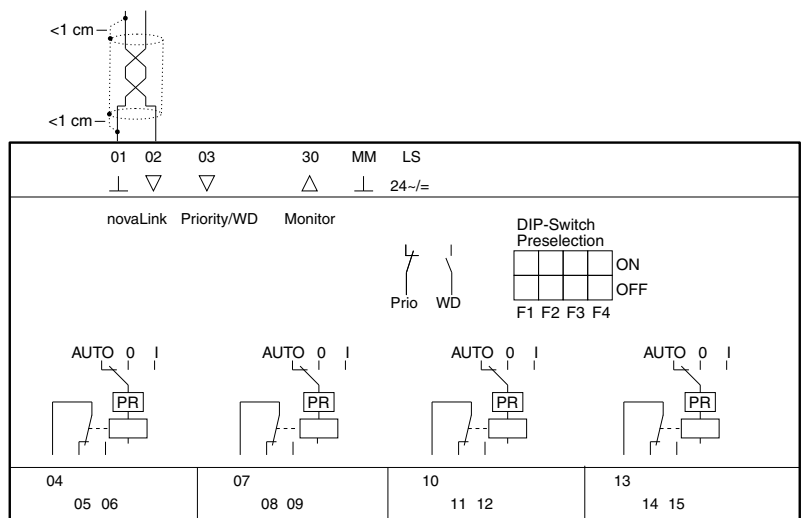 <1 cm
<1 cm
01 02 03 30 MM LS
24~/=
novaLink Priority/WD Monitor
DIP-Switch
Preselection
ON
OFF
Prio WD
F1 F2 F3 F4
AUTO 0 I AUTO 0 I AUTO 0 I AUTO 0 I
PR PR PR PR
04 07 10 13
05 06 08 09 11 12 14 15